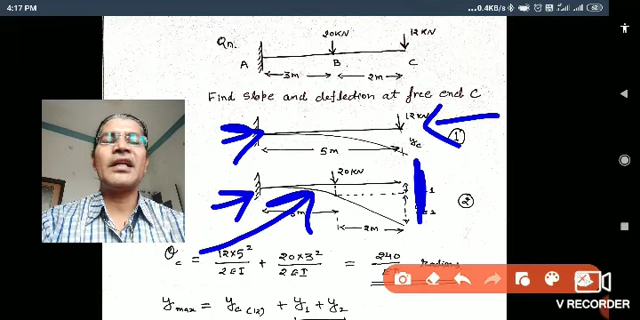 4:17 PM
...0.4KB/s
62
20KN
12KN
Qn.
A
B
C
3m
2m
Find slope and deflection at free end C
12KN
yc
1
5m
20KN
2
2m
θc = 12×5² / 2EI + 20×3² / 2EI = 240 / EI radians
ymax = yc (12) + y1 + y2
V RECORDER